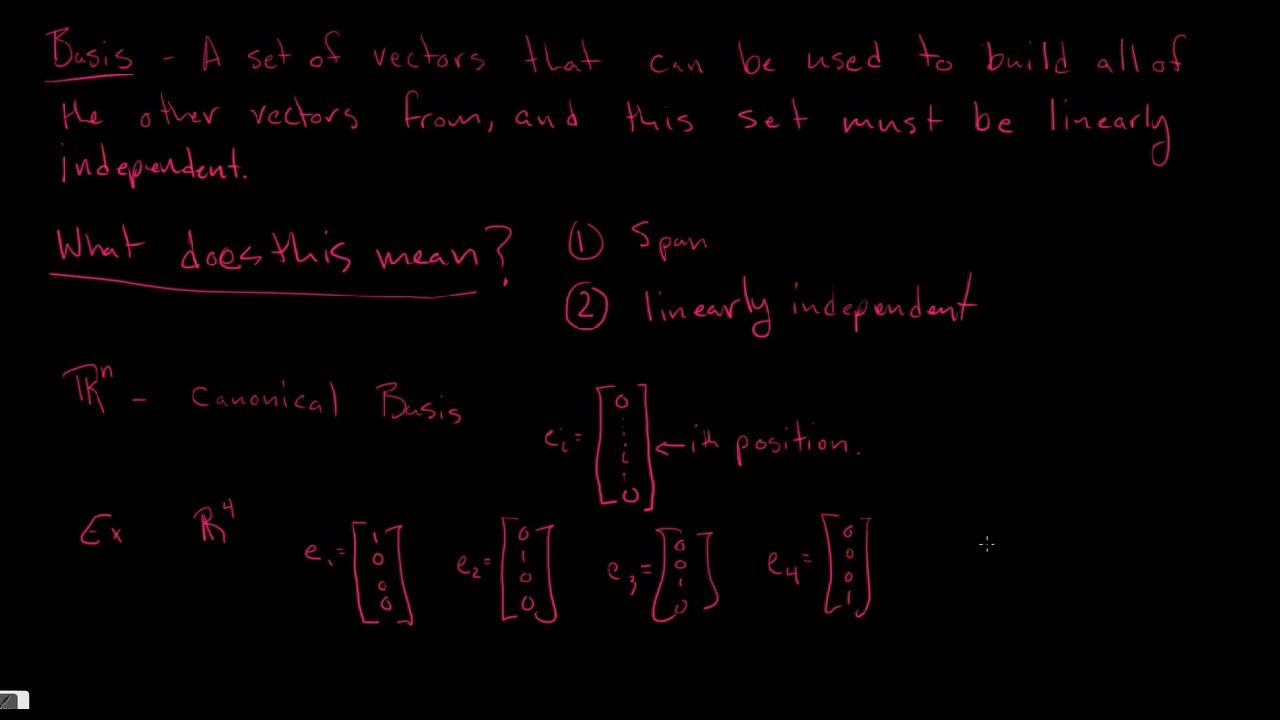 Basis - A set of vectors that can be used to build all of
the other vectors from, and this set must be linearly
independent.
What does this mean? ① Span
② linearly independent
ℝⁿ - Canonical Basis
eᵢ = [0 ⋮ i ⋮ 0] ← ith position.
Ex ℝ⁴ e₁ = [1 0 0 0] e₂ = [0 1 0 0] e₃ = [0 0 1 0] e₄ = [0 0 0 1]